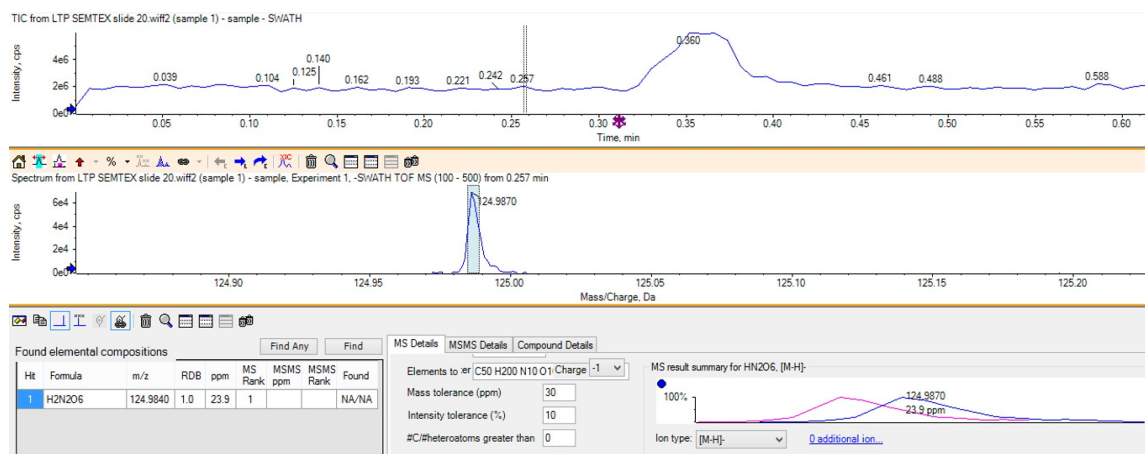 TIC from LTP SEMTEX slide 20.wiff2 (sample 1) - sample - SWATH
Intensity, cps
4e6
2e6
0e0
0.039
0.104
0.125
0.140
0.162
0.193
0.221
0.242
0.257
0.360
0.461
0.488
0.588
0.05 0.10 0.15 0.20 0.25 0.30 0.35 0.40 0.45 0.50 0.55 0.60
Time, min
%
XIC
Spectrum from LTP SEMTEX slide 20.wiff2 (sample 1) - sample, Experiment 1, -SWATH TOF MS (100 - 500) from 0.257 min
Intensity, cps
6e4
4e4
2e4
0e0
124.9870
124.90 124.95 125.00 125.05 125.10 125.15 125.20
Mass/Charge, Da
Found elemental compositions
Find Any
Find
Hit Formula m/z RDB ppm MS Rank MSMS ppm MSMS Rank Found
1 H2N2O6 124.9840 1.0 23.9 1 NA/NA
MS Details MSMS Details Compound Details
Elements to er C50 H200 N10 O1 Charge -1
Mass tolerance (ppm) 30
Intensity tolerance (%) 10
#C/#heteroatoms greater than 0
MS result summary for HN2O6, [M-H]-
100%
124.9870
23.9 ppm
Ion type: [M-H]-
0 additional ion...